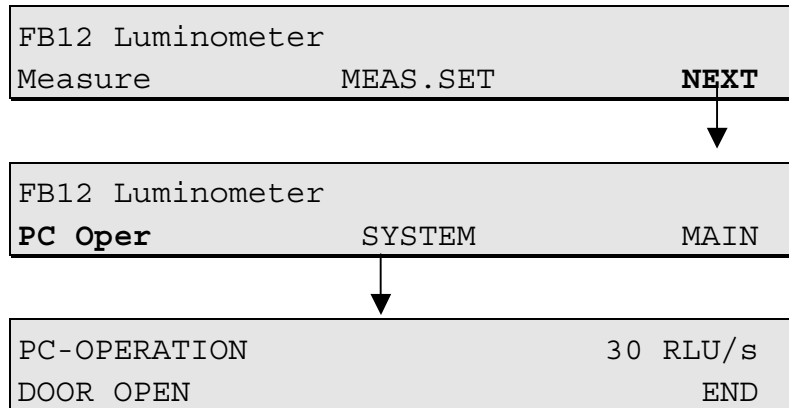 FB12 Luminometer
Measure MEAS.SET NEXT
FB12 Luminometer
PC Oper SYSTEM MAIN
PC-OPERATION 30 RLU/s
DOOR OPEN END